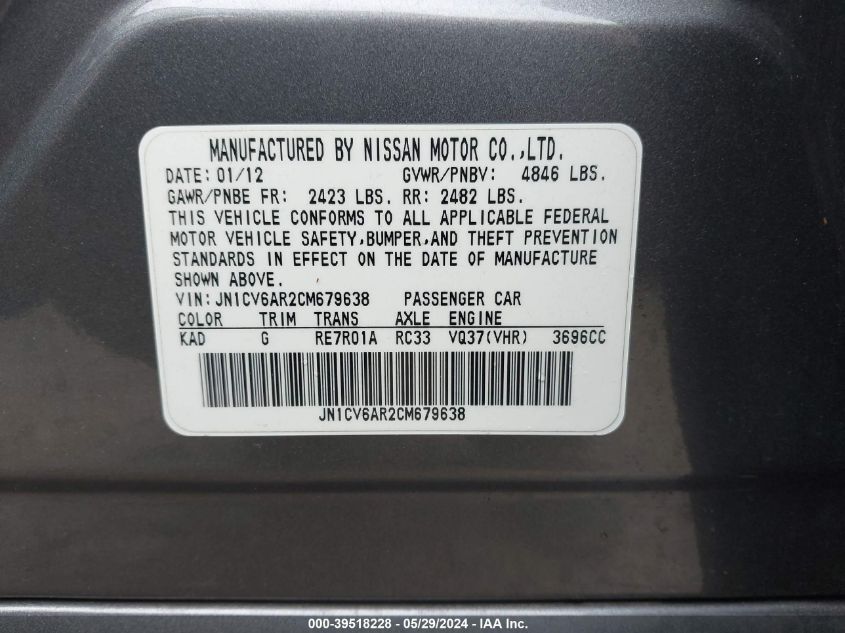 MANUFACTURED BY NISSAN MOTOR CO.,LTD.
DATE: 01/12 GVWR/PNBV: 4846 LBS.
GAWR/PNBE FR: 2423 LBS. RR: 2482 LBS.
THIS VEHICLE CONFORMS TO ALL APPLICABLE FEDERAL
MOTOR VEHICLE SAFETY,BUMPER,AND THEFT PREVENTION
STANDARDS IN EFFECT ON THE DATE OF MANUFACTURE
SHOWN ABOVE.
VIN:JN1CV6AR2CM679638 PASSENGER CAR
COLOR TRIM TRANS AXLE ENGINE
KAD G RE7R01A RC33 VQ37(VHR) 3696CC
JN1CV6AR2CM679638
000-39518228 - 05/29/2024 - IAA Inc.